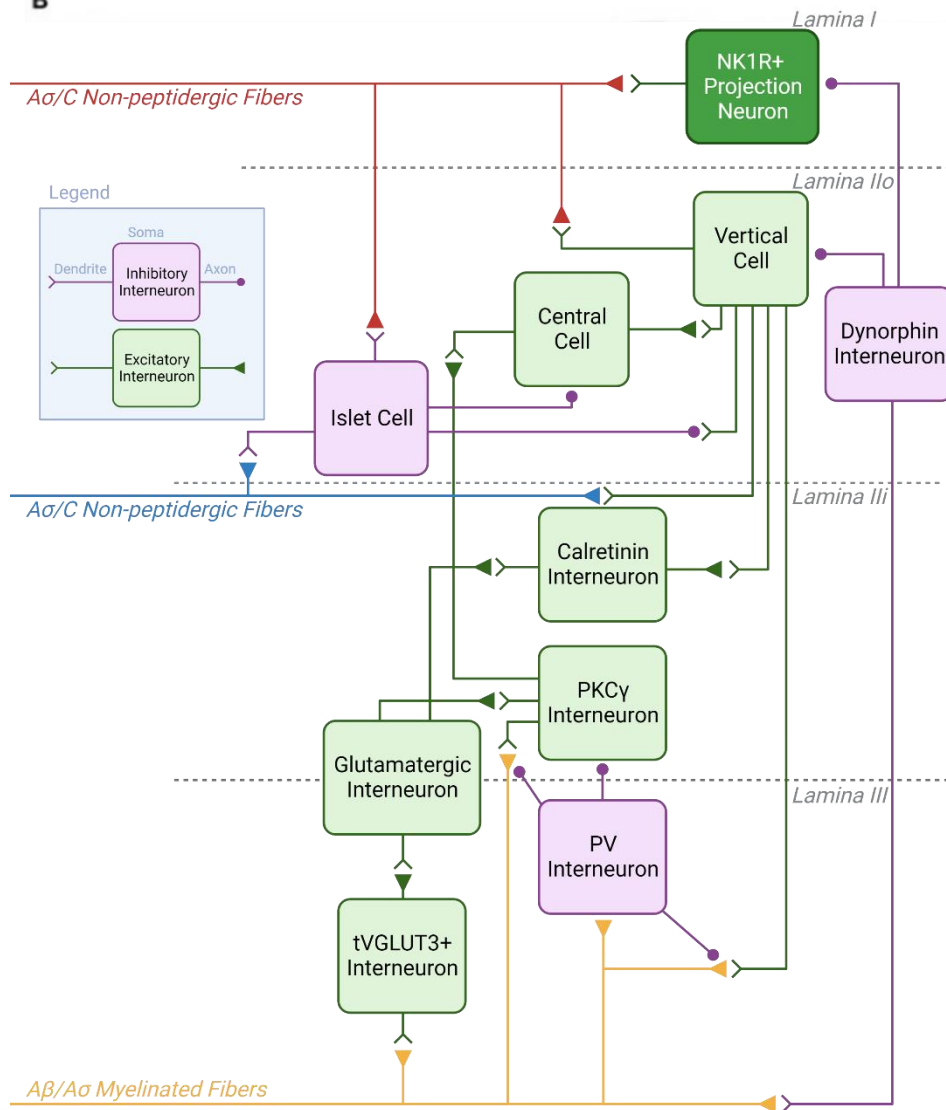 B
Lamina I
NK1R+
Projection
Neuron
Aσ/C Non-peptidergic Fibers
Lamina IIo
Legend
Soma
Dendrite
Inhibitory
Interneuron
Axon
Excitatory
Interneuron
Vertical
Cell
Central
Cell
Dynorphin
Interneuron
Islet Cell
Aσ/C Non-peptidergic Fibers
Lamina IIi
Calretinin
Interneuron
PKCγ
Interneuron
Glutamatergic
Interneuron
Lamina III
PV
Interneuron
tVGLUT3+
Interneuron
Aβ/Aσ Myelinated Fibers